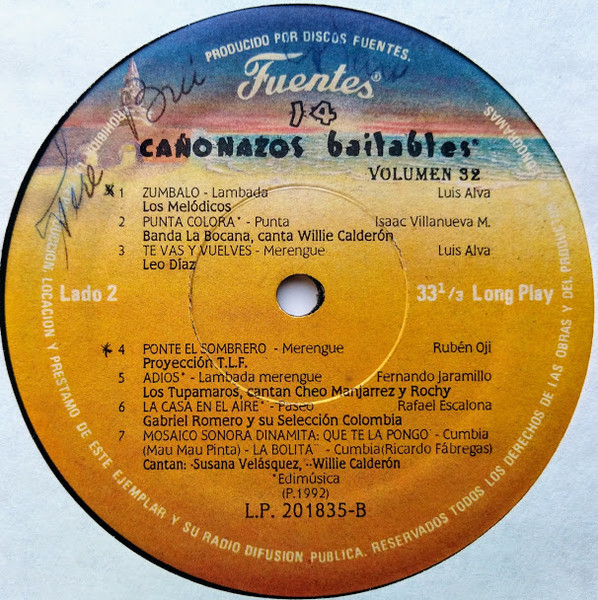 PRODUCIDO POR DISCOS FUENTES.
Fuentes®
14
CAÑONAZOS bailables*
VOLUMEN 32
1 ZUMBALO - Lambada Luis Alva
Los Melódicos
2 PUNTA COLORA* - Punta Isaac Villanueva M.
Banda La Bocana, canta Willie Calderón
3 TE VAS Y VUELVES - Merengue Luis Alva
Leo Díaz
Lado 2
33 1/3 Long Play
4 PONTE EL SOMBRERO - Merengue Rubén Oji
Proyección T.L.F.
5 ADIOS* - Lambada merengue Fernando Jaramillo
Los Tupamaros, cantan Cheo Manjarrez y Rochy
6 LA CASA EN EL AIRE* - Paseo Rafael Escalona
Gabriel Romero y su Selección Colombia
7 MOSAICO SONORA DINAMITA: QUE TE LA PONGO - Cumbia
(Mau Mau Pinta) - LA BOLITA - Cumbia(Ricardo Fábregas)
Cantan: Susana Velásquez, Willie Calderón
*Edimúsica
(P.1992)
L.P. 201835-B
LOCACION Y PRESTAMO DE ESTE EJEMPLAR Y SU RADIO DIFUSION PUBLICA. RESERVADOS TODOS LOS DERECHOS DE LAS OBRAS Y DEL